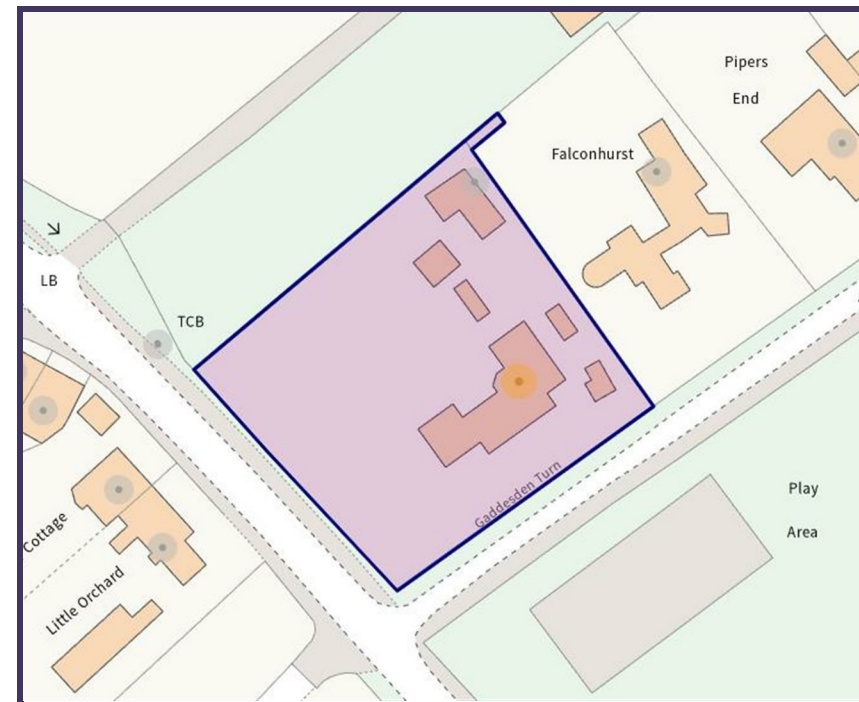 Pipers
End
Falconhurst
LB
TCB
Gaddesden Turn
Play
Area
Cottage
Little Orchard